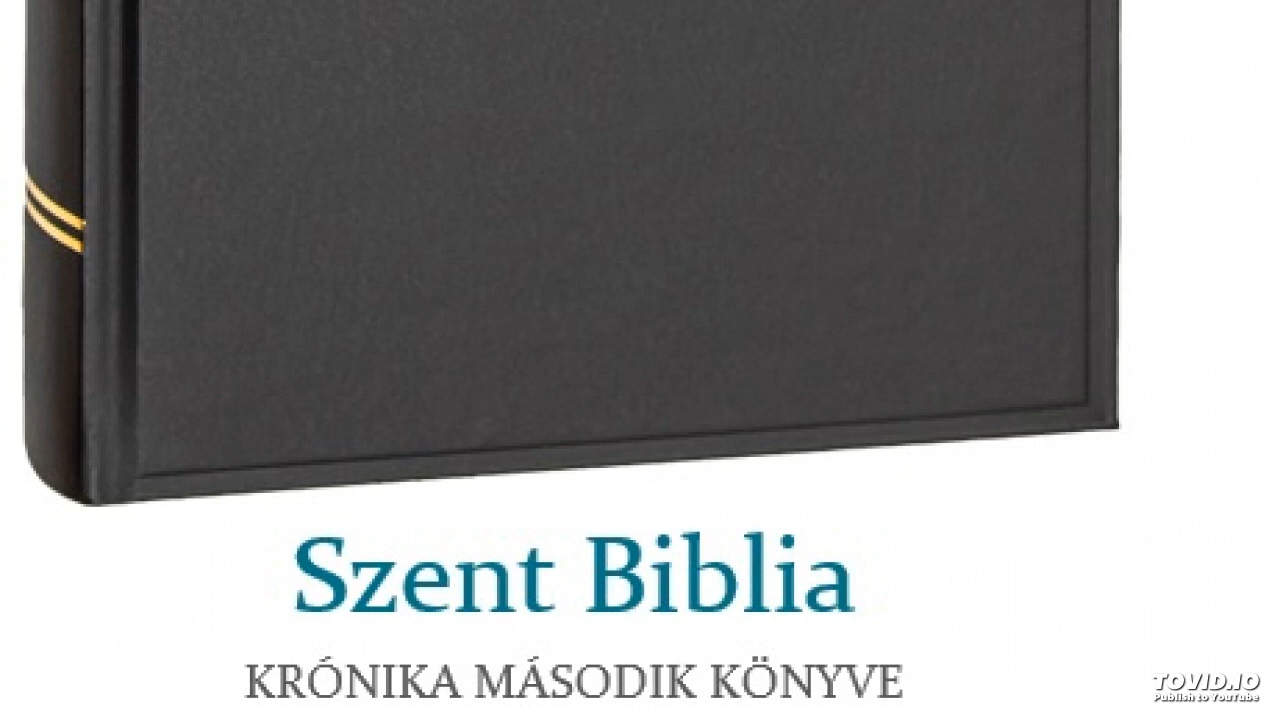 Szent Biblia
KRÓNIKA MÁSODIK KÖNYVE
TOVID.IO
Publish to YouTube